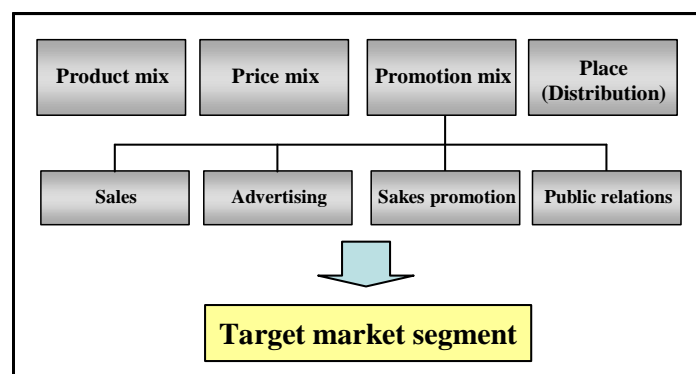 Product mix
Price mix
Promotion mix
Place
(Distribution)
Sales
Advertising
Sakes promotion
Public relations
Target market segment